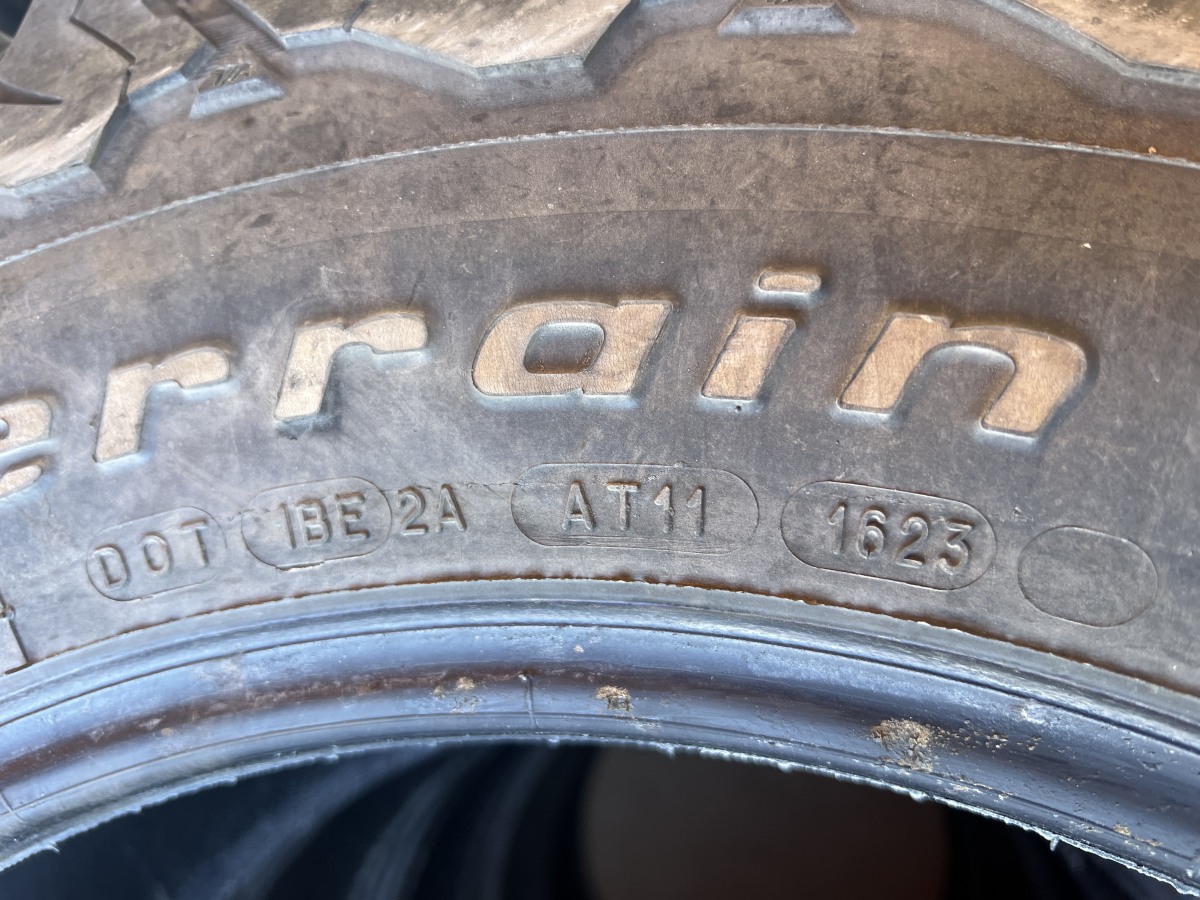 errain
DOT 1BE 2A AT11 1623